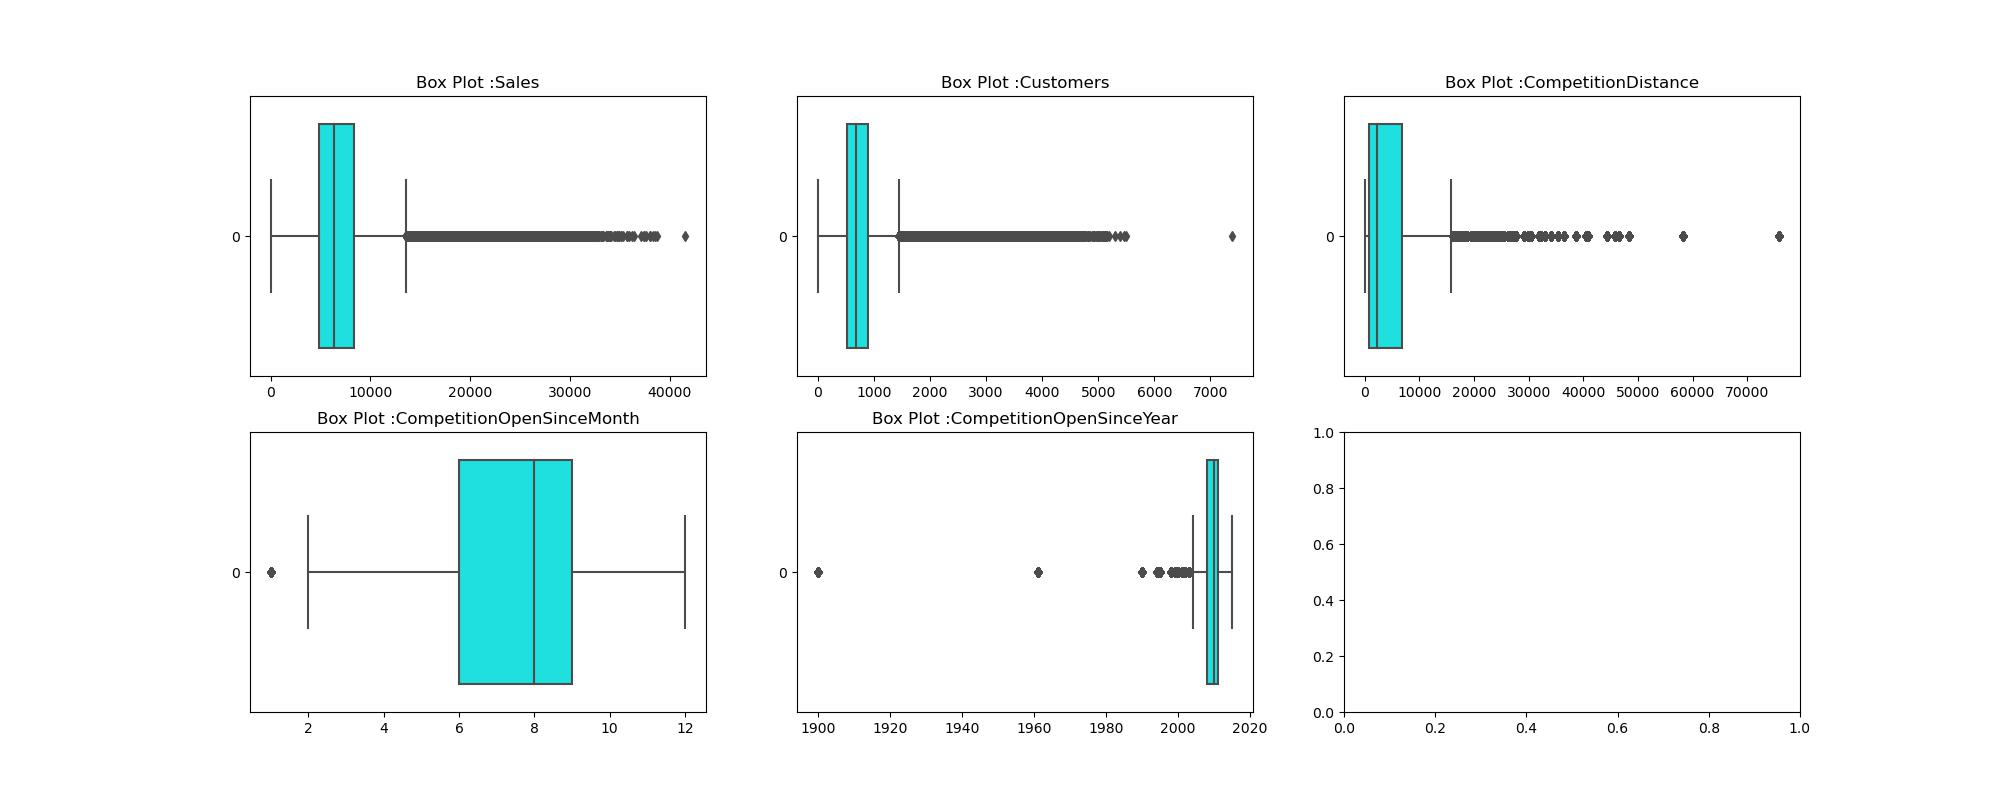 Box Plot :Sales
0
0 10000 20000 30000 40000
Box Plot :Customers
0
0 1000 2000 3000 4000 5000 6000 7000
Box Plot :CompetitionDistance
0
0 10000 20000 30000 40000 50000 60000 70000
Box Plot :CompetitionOpenSinceMonth
0
2 4 6 8 10 12
Box Plot :CompetitionOpenSinceYear
0
1900 1920 1940 1960 1980 2000 2020
1.0
0.8
0.6
0.4
0.2
0.0
0.0 0.2 0.4 0.6 0.8 1.0